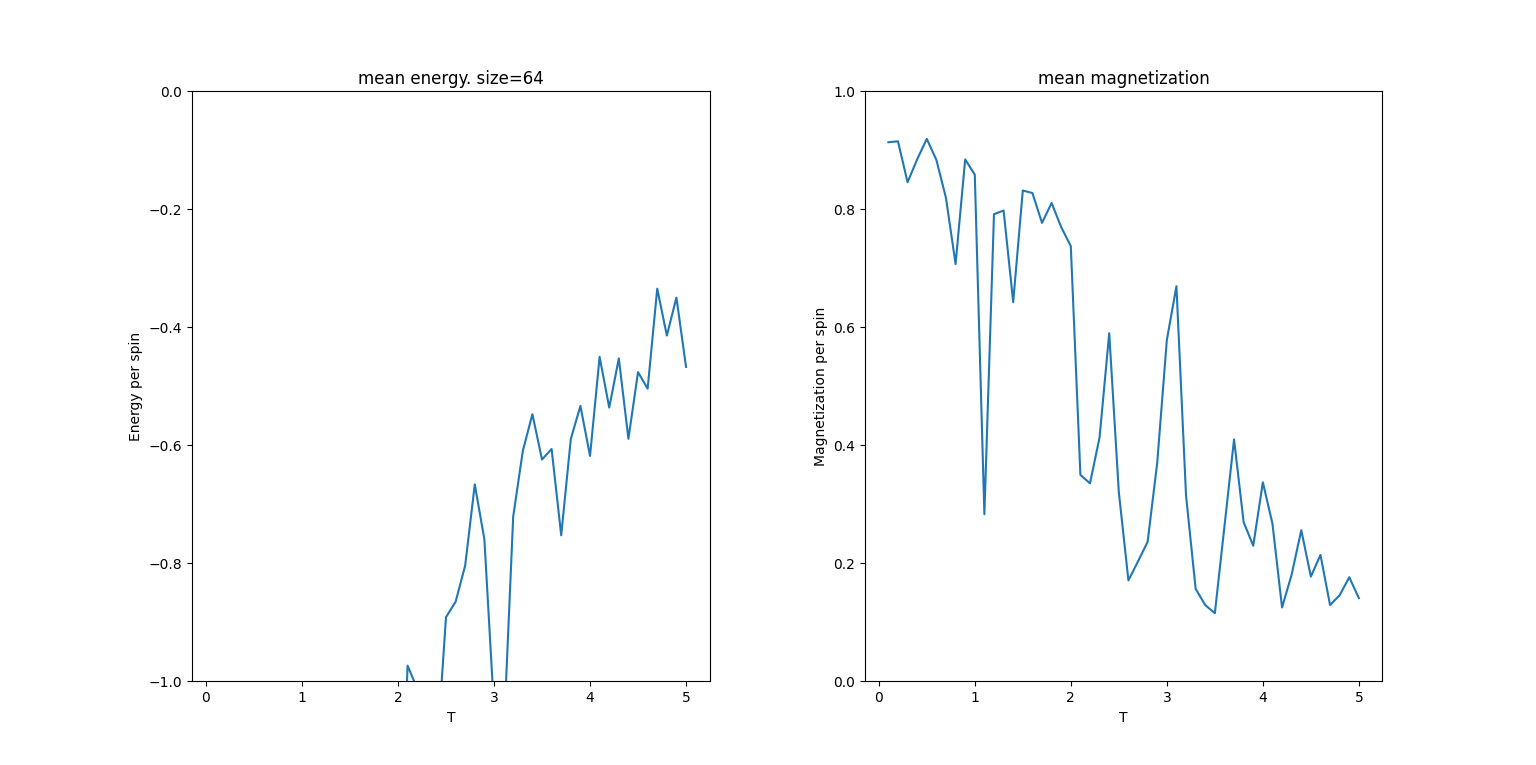 mean energy. size=64
0.0
−0.2
−0.4
−0.6
−0.8
−1.0
Energy per spin
0 1 2 3 4 5
T
mean magnetization
1.0
0.8
0.6
0.4
0.2
0.0
Magnetization per spin
0 1 2 3 4 5
T